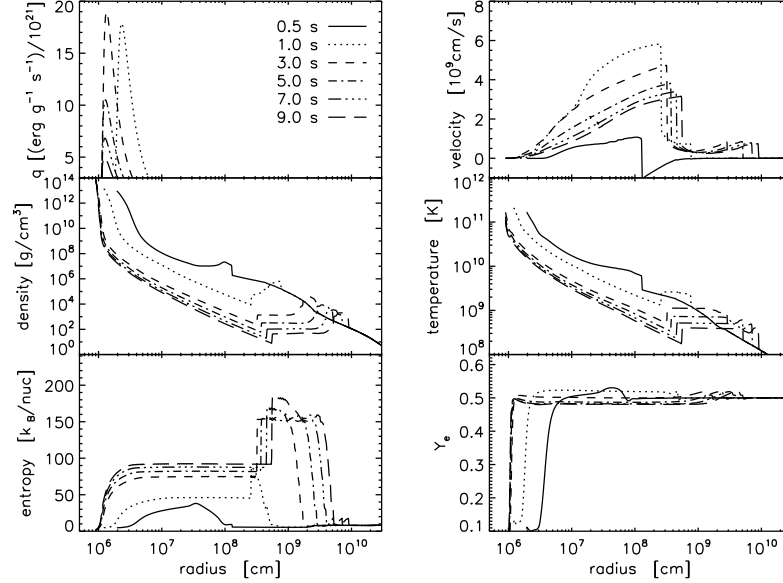 q [(erg g⁻¹ s⁻¹)/10²¹]
20
15
10
5
0.5 s
1.0 s
3.0 s
5.0 s
7.0 s
9.0 s
velocity [10⁹cm/s]
8
6
4
2
0
density [g/cm³]
10¹⁴
10¹²
10¹⁰
10⁸
10⁶
10⁴
10²
10⁰
temperature [K]
10¹²
10¹¹
10¹⁰
10⁹
10⁸
entropy [k_B/nuc]
200
150
100
50
0
10⁶ 10⁷ 10⁸ 10⁹ 10¹⁰
radius [cm]
Y_e
0.6
0.5
0.4
0.3
0.2
0.1
10⁶ 10⁷ 10⁸ 10⁹ 10¹⁰
radius [cm]